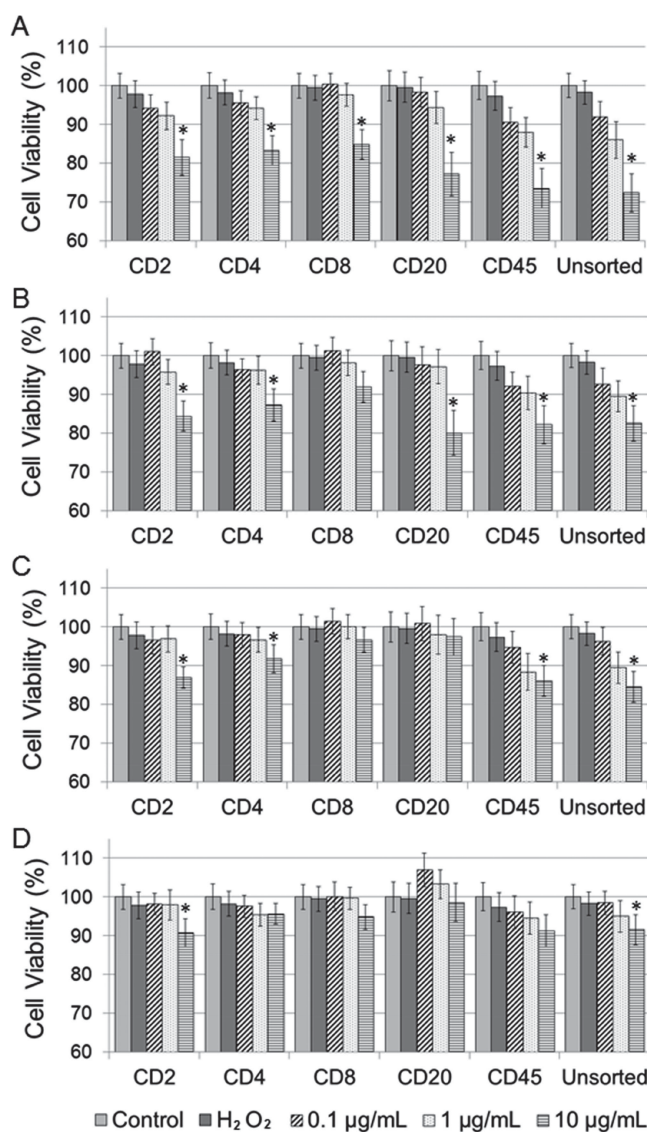 A
Cell Viability (%)
110
100
90
80
70
60
* * * * * *
CD2 CD4 CD8 CD20 CD45 Unsorted
B
Cell Viability (%)
110
100
90
80
70
60
* * * * *
CD2 CD4 CD8 CD20 CD45 Unsorted
C
Cell Viability (%)
110
100
90
80
70
60
* * * *
CD2 CD4 CD8 CD20 CD45 Unsorted
D
Cell Viability (%)
110
100
90
80
70
60
* *
CD2 CD4 CD8 CD20 CD45 Unsorted
Control H₂O₂ 0.1 µg/mL 1 µg/mL 10 µg/mL